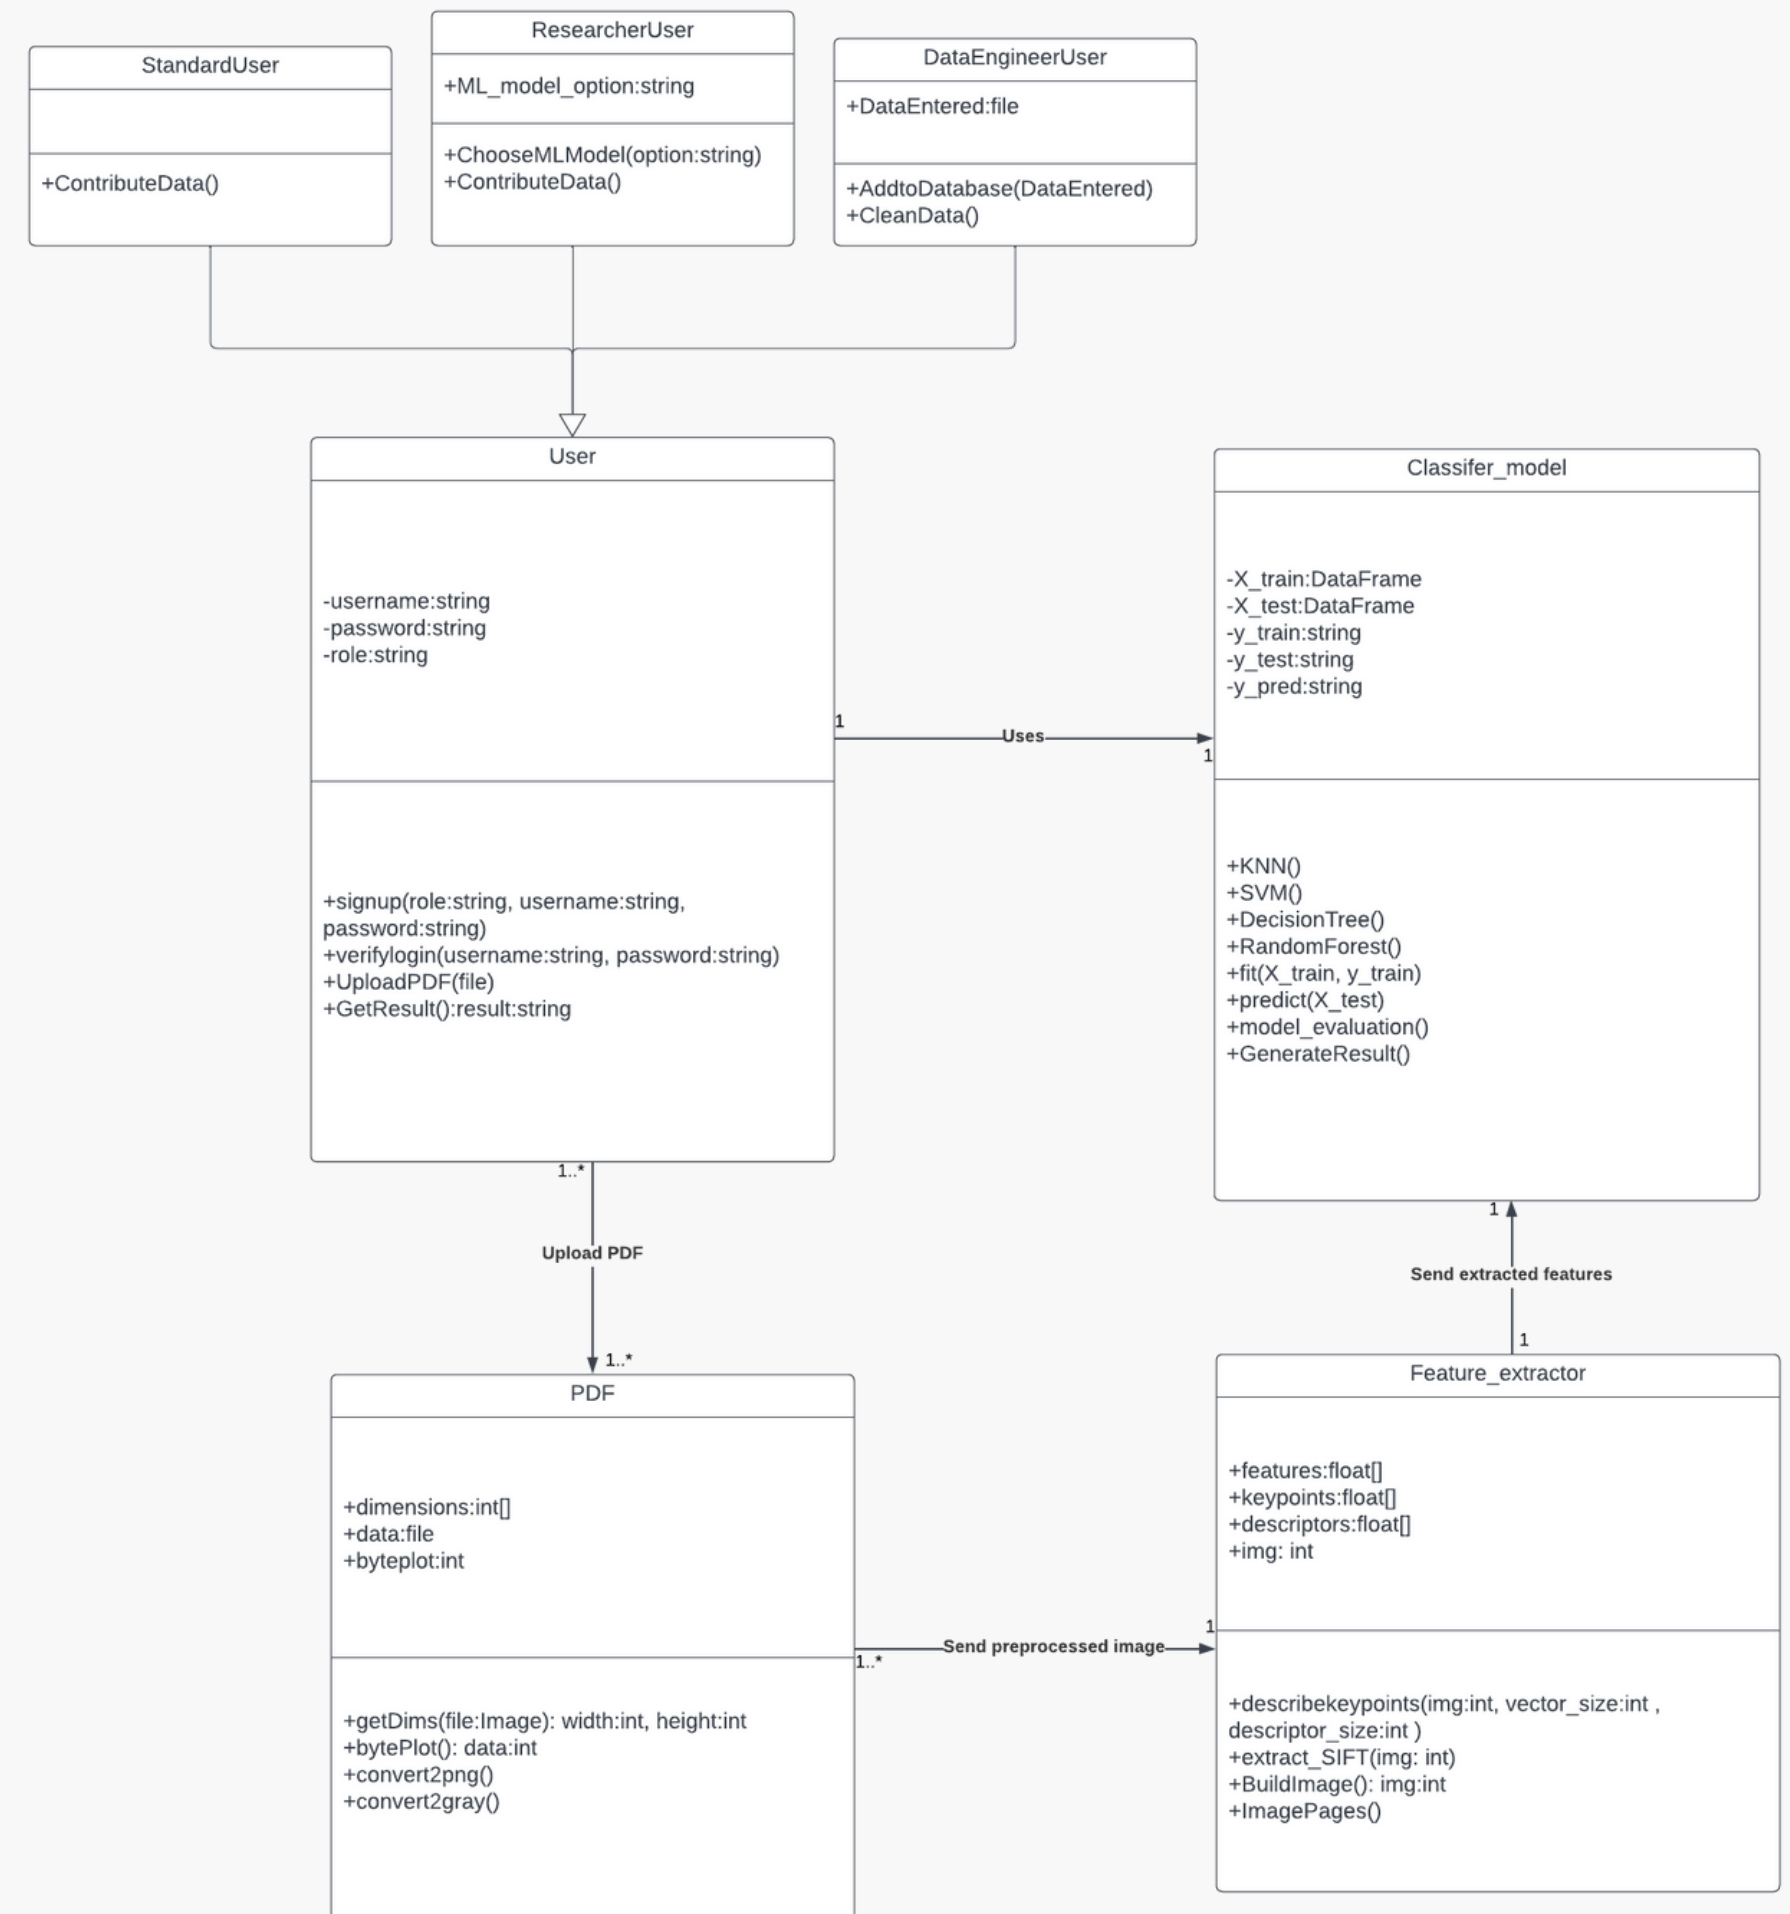 StandardUser
+ContributeData()
ResearcherUser
+ML_model_option:string
+ChooseMLModel(option:string)
+ContributeData()
DataEngineerUser
+DataEntered:file
+AddtoDatabase(DataEntered)
+CleanData()
User
-username:string
-password:string
-role:string
+signup(role:string, username:string,
password:string)
+verifylogin(username:string, password:string)
+UploadPDF(file)
+GetResult():result:string
1
Uses
1
Classifer_model
-X_train:DataFrame
-X_test:DataFrame
-y_train:string
-y_test:string
-y_pred:string
+KNN()
+SVM()
+DecisionTree()
+RandomForest()
+fit(X_train, y_train)
+predict(X_test)
+model_evaluation()
+GenerateResult()
1..*
Upload PDF
1..*
1
Send extracted features
1
PDF
+dimensions:int[]
+data:file
+byteplot:int
+getDims(file:Image): width:int, height:int
+bytePlot(): data:int
+convert2png()
+convert2gray()
1..*
Send preprocessed image
1
Feature_extractor
+features:float[]
+keypoints:float[]
+descriptors:float[]
+img: int
+describekeypoints(img:int, vector_size:int ,
descriptor_size:int )
+extract_SIFT(img: int)
+BuildImage(): img:int
+ImagePages()